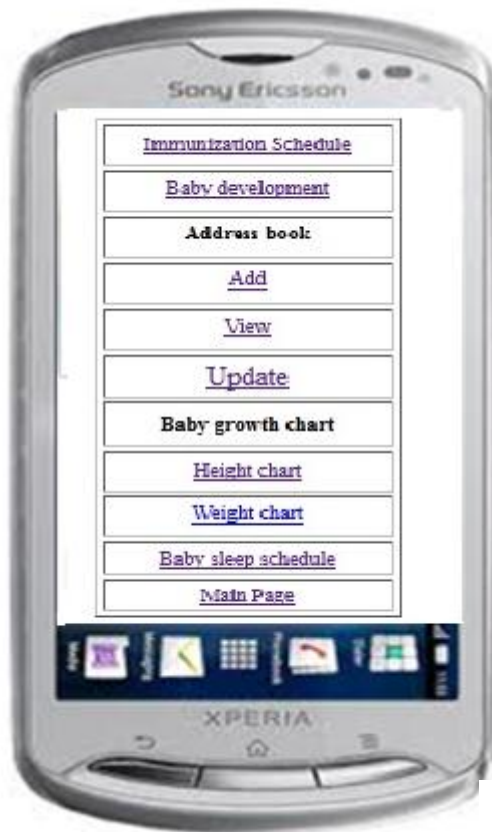 Sony Ericsson
Immunization Schedule
Baby development
Address book
Add
View
Update
Baby growth chart
Height chart
Weight chart
Baby sleep schedule
Main Page
XPERIA